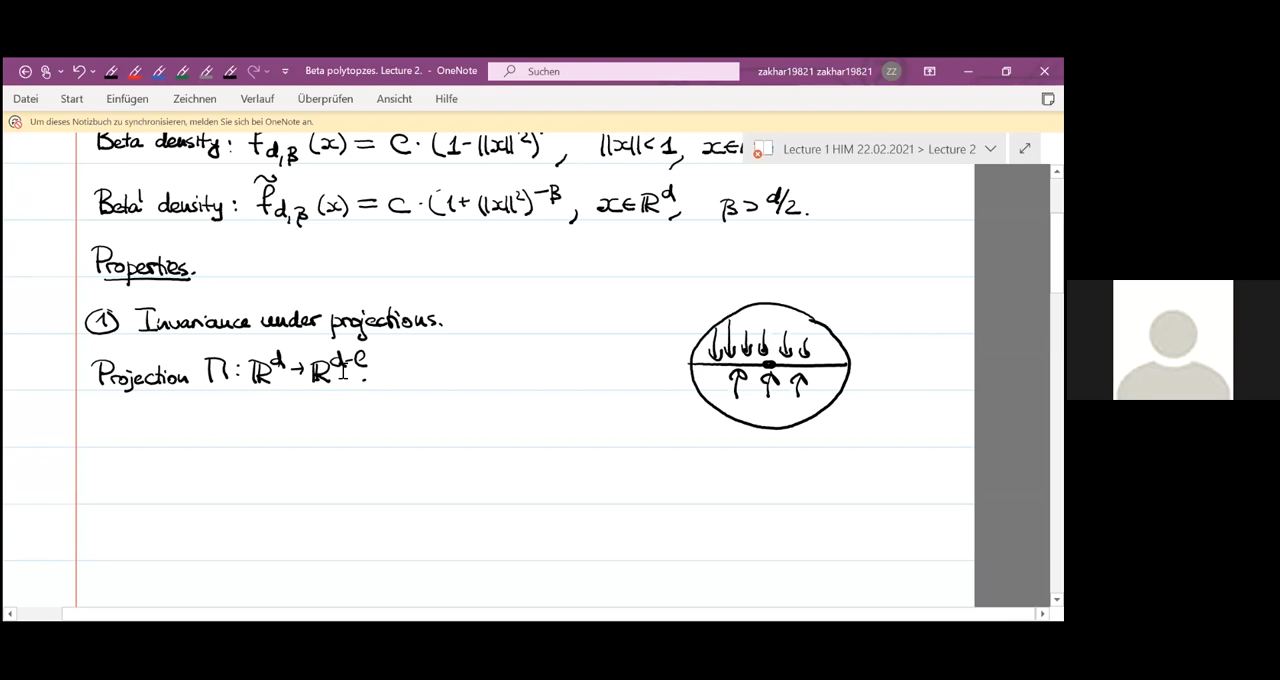 Beta polytopzes. Lecture 2. - OneNote
Suchen
zakhar19821 zakhar19821 ZZ
Datei Start Einfügen Zeichnen Verlauf Überprüfen Ansicht Hilfe
Um dieses Notizbuch zu synchronisieren, melden Sie sich bei OneNote an.
Lecture 1 HIM 22.02.2021 > Lecture 2
Beta density: f_{d,β}(x) = c·(1-||x||²) , ||x||<1, x∈
Beta' density: f̃_{d,β}(x) = c·(1+||x||²)^{-β}, x∈ℝ^d, β > d/2.
Properties.
① Invariance under projections.
Projection Π: ℝ^d → ℝ^{d-ℓ}.